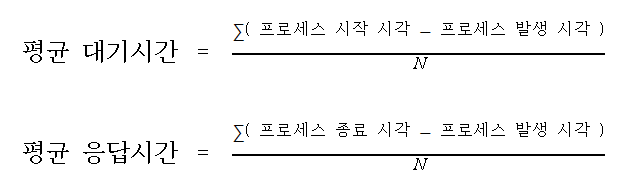 평균 대기시간 = ∑( 프로세스 시작 시각 − 프로세스 발생 시각 ) / N
평균 응답시간 = ∑( 프로세스 종료 시각 − 프로세스 발생 시각 ) / N